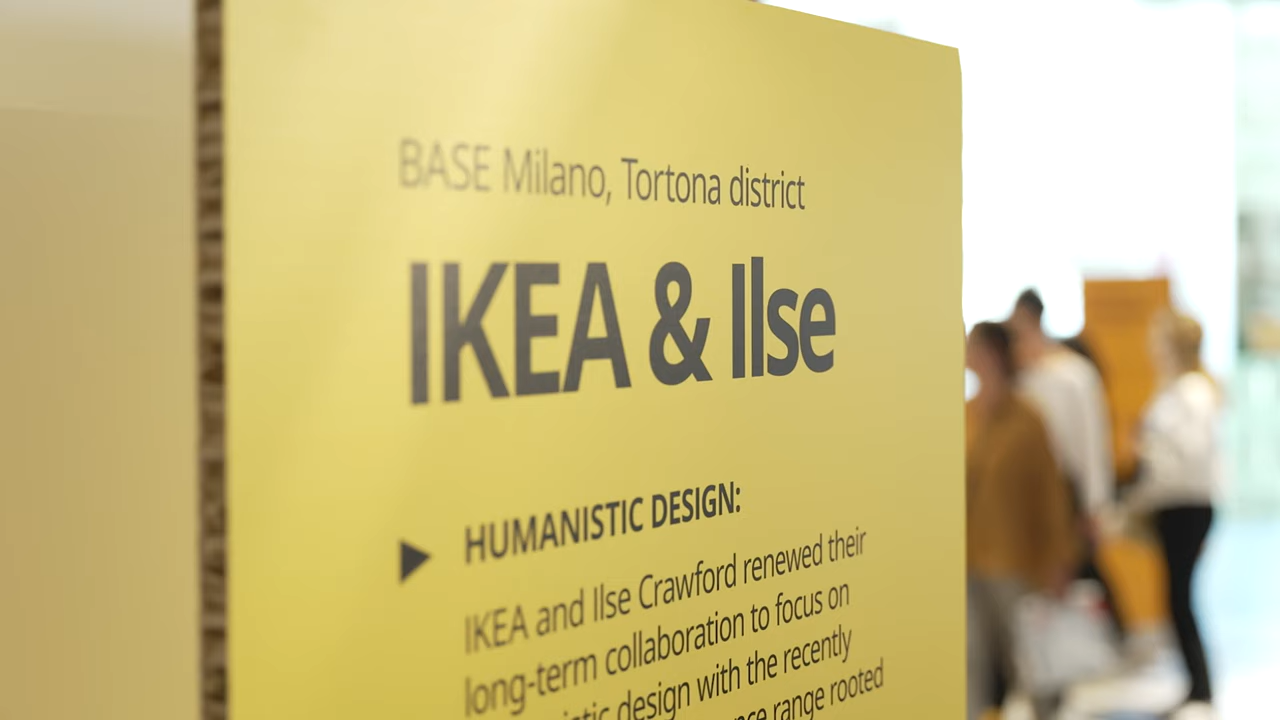 BASE Milano, Tortona district
IKEA & Ilse
HUMANISTIC DESIGN:
IKEA and Ilse Crawford renewed their
long-term collaboration to focus on
design with the recently
range rooted